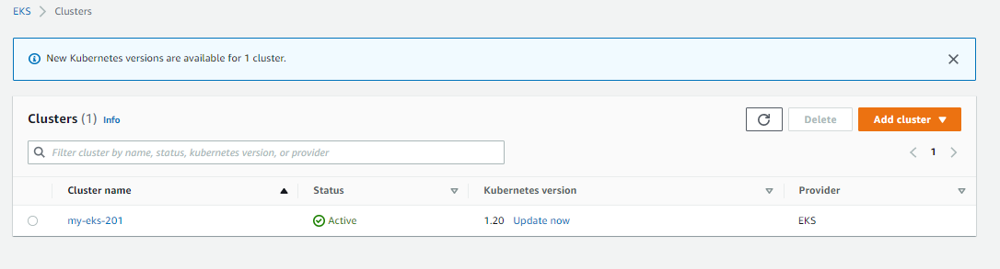 EKS > Clusters
New Kubernetes versions are available for 1 cluster.
Clusters (1) Info
Delete
Add cluster
Filter cluster by name, status, kubernetes version, or provider
1
Cluster name Status Kubernetes version Provider
my-eks-201 Active 1.20 Update now EKS